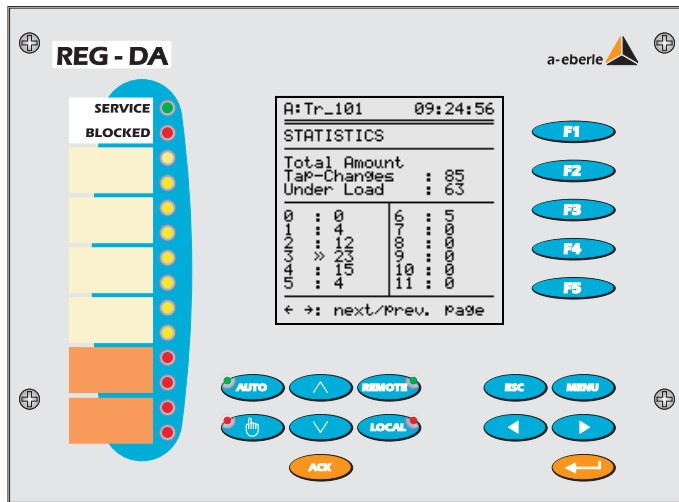 REG - DA
a-eberle
SERVICE
BLOCKED
A:Tr_101 09:24:56
STATISTICS
Total Amount
Tap-Changes : 85
Under Load : 63
0 : 0 6 : 5
1 : 4 7 : 0
2 : 12 8 : 0
3 » 23 9 : 0
4 : 15 10 : 0
5 : 4 11 : 0
← →: next/prev. page
F1
F2
F3
F4
F5
AUTO
REMOTE
ESC
MENU
LOCAL
ACK